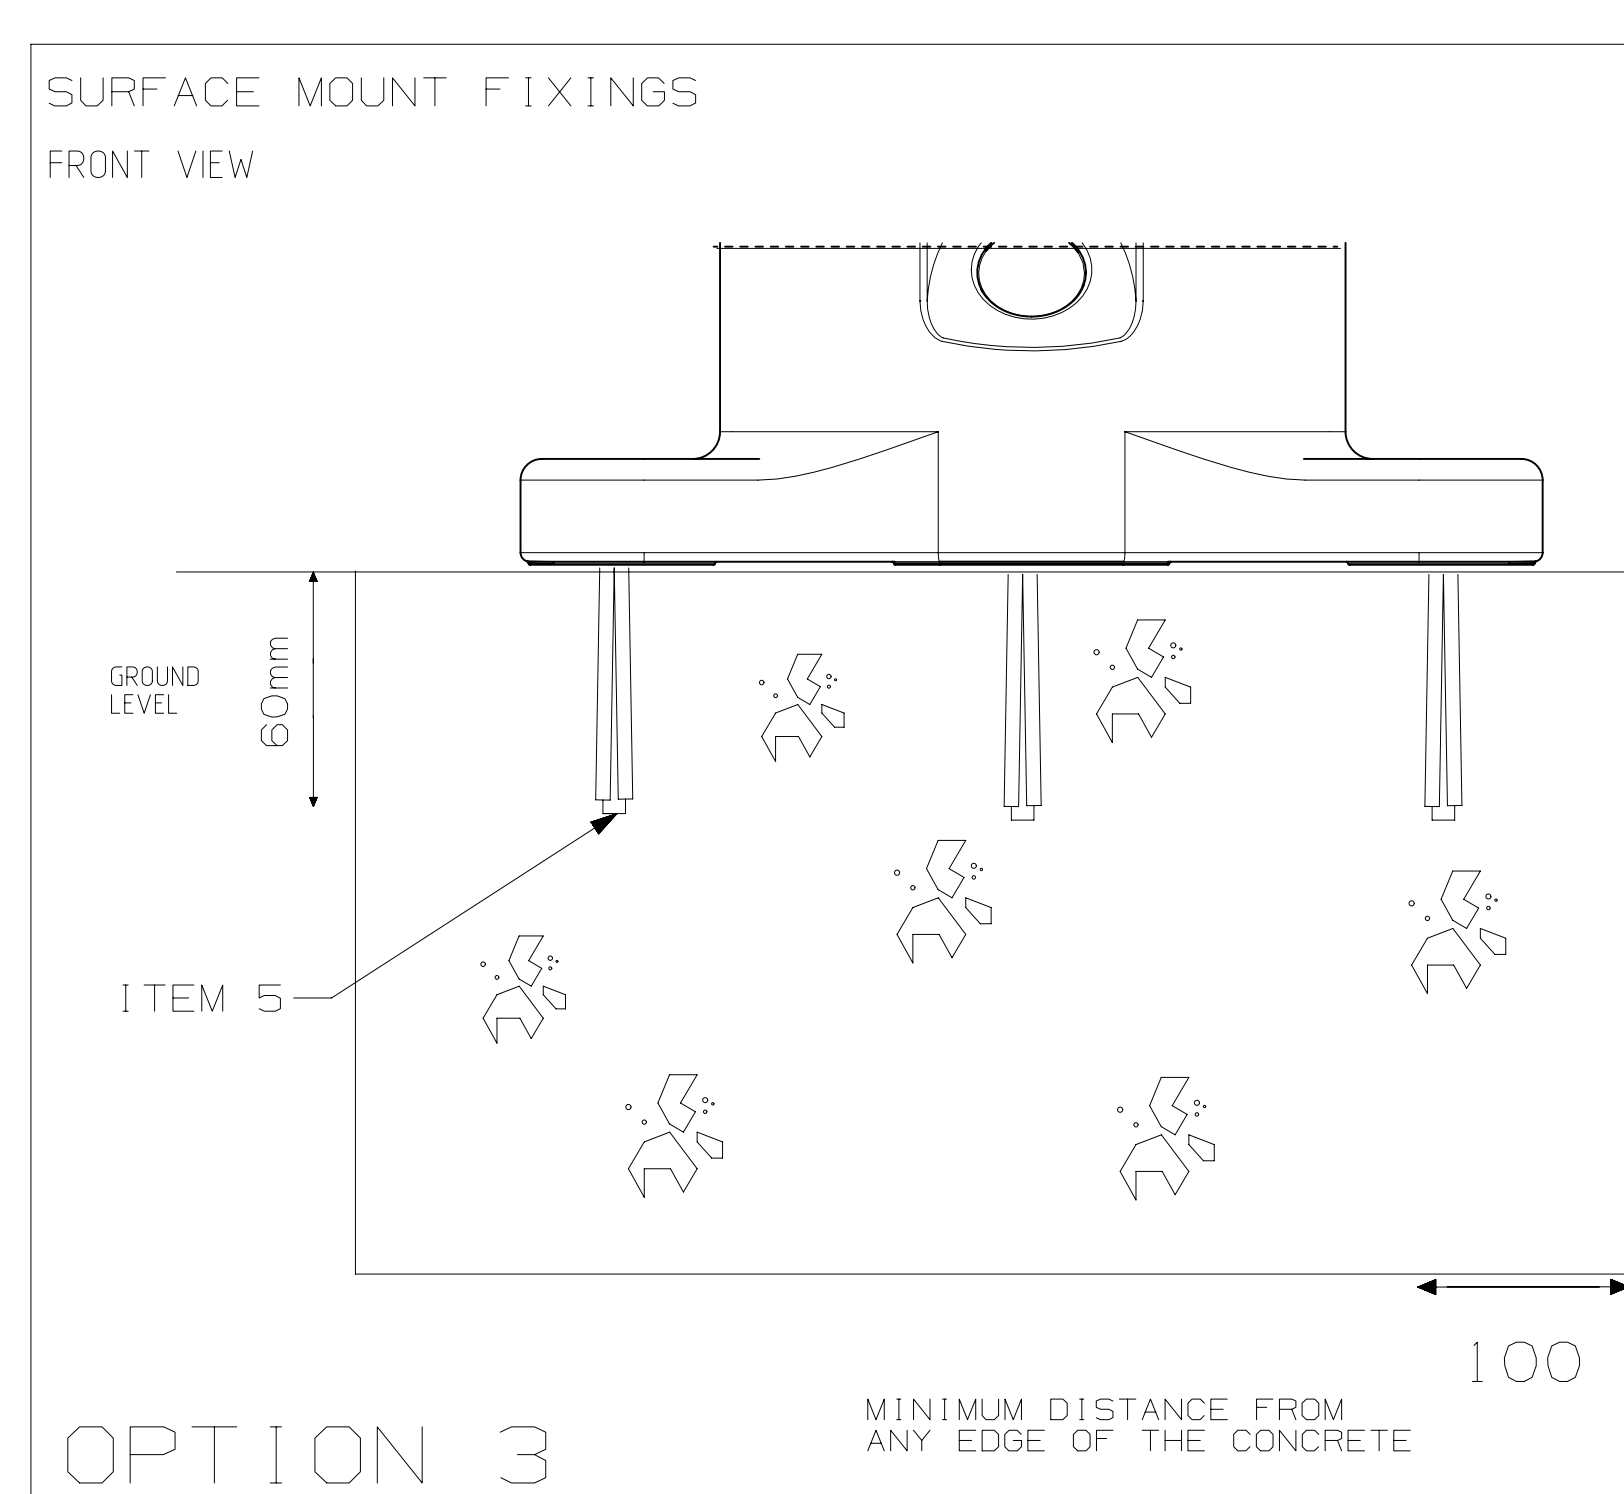 SURFACE MOUNT FIXINGS
FRONT VIEW
GROUND
LEVEL
60mm
ITEM 5
100
MINIMUM DISTANCE FROM
ANY EDGE OF THE CONCRETE
OPTION 3